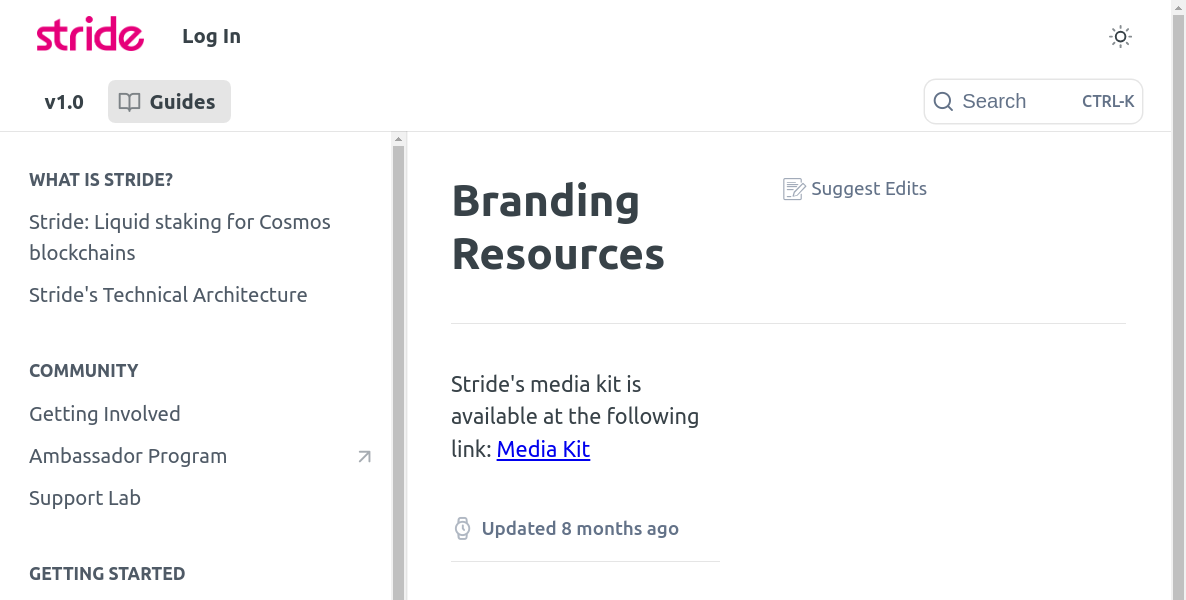 stride
Log In
v1.0
Guides
Search
CTRL-K
WHAT IS STRIDE?
Stride: Liquid staking for Cosmos
blockchains
Stride's Technical Architecture
COMMUNITY
Getting Involved
Ambassador Program
Support Lab
GETTING STARTED
Branding
Resources
Suggest Edits
Stride's media kit is
available at the following
link: Media Kit
Updated 8 months ago